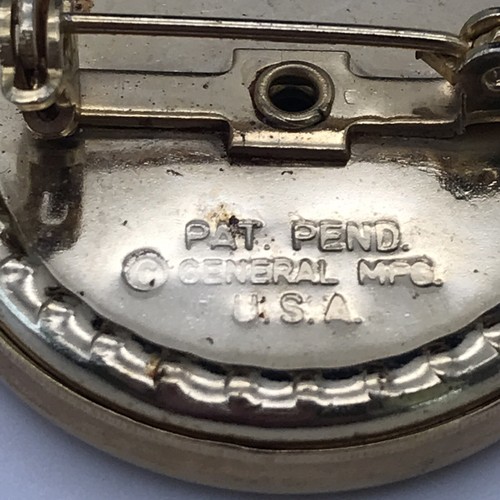 PAT. PEND.
© GENERAL MFG.
U.S.A.